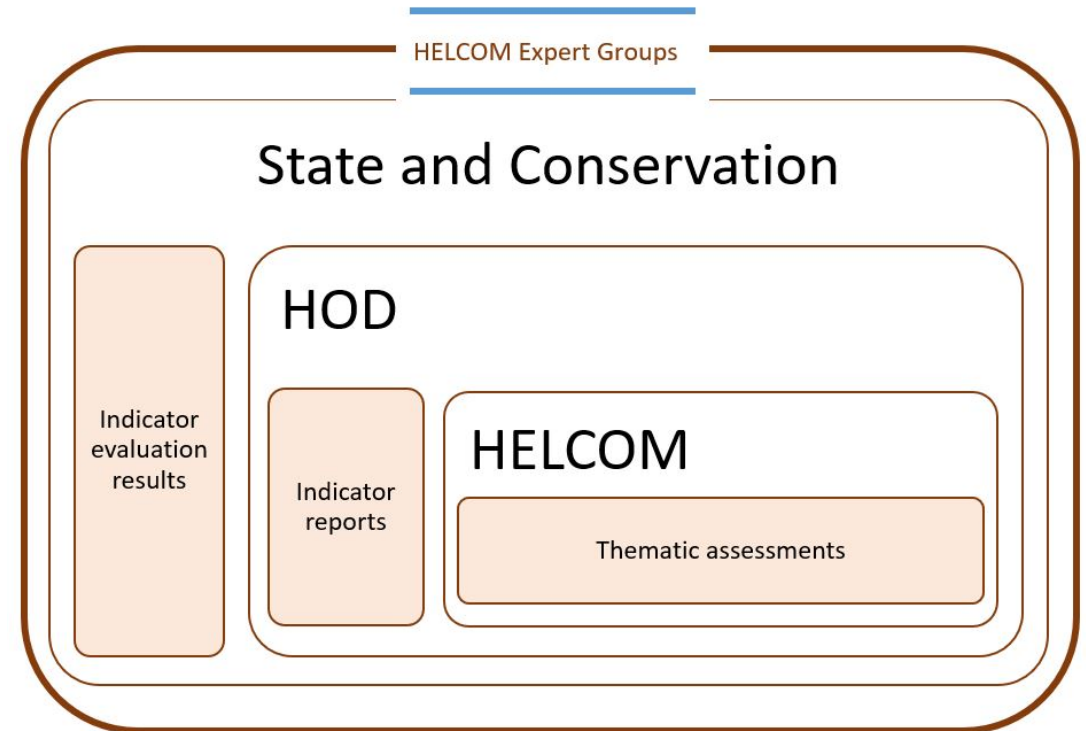 HELCOM Expert Groups
State and Conservation
HOD
Indicator
evaluation
results
Indicator
reports
HELCOM
Thematic assessments